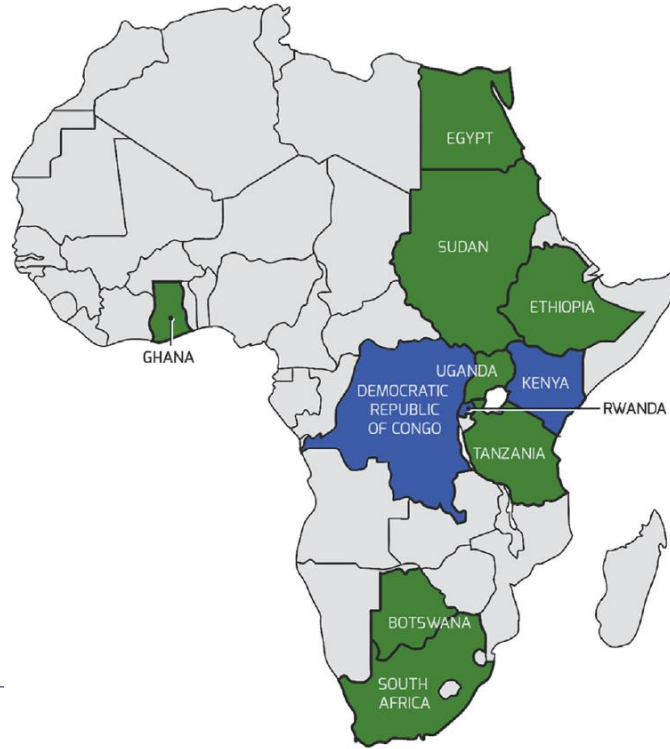 EGYPT
SUDAN
ETHIOPIA
GHANA
UGANDA
KENYA
DEMOCRATIC
REPUBLIC
OF CONGO
RWANDA
TANZANIA
BOTSWANA
SOUTH
AFRICA